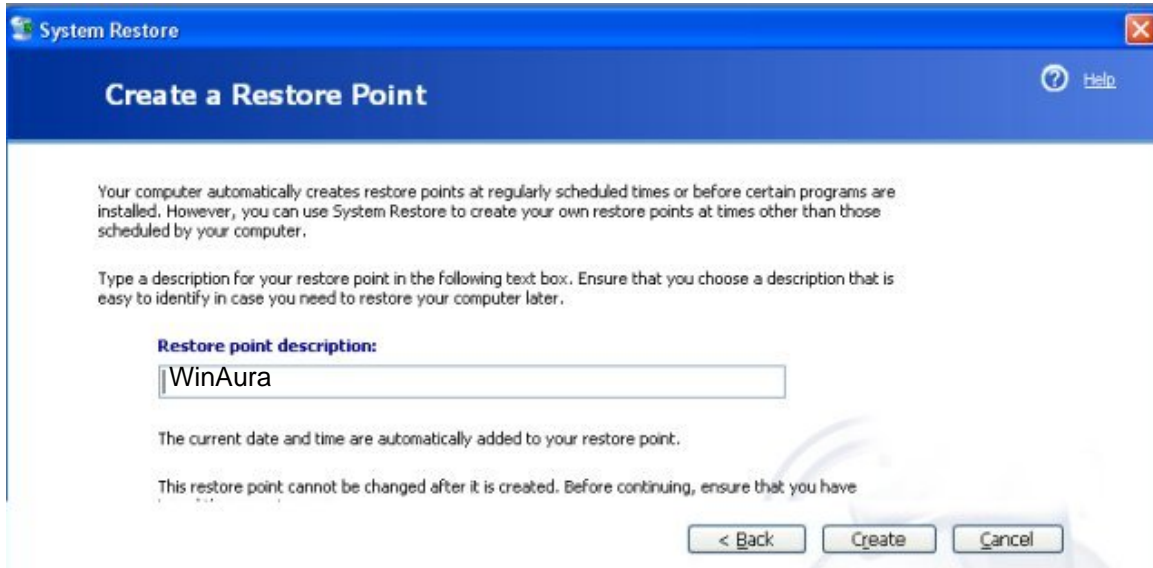 System Restore
Create a Restore Point
Help
Your computer automatically creates restore points at regularly scheduled times or before certain programs are
installed. However, you can use System Restore to create your own restore points at times other than those
scheduled by your computer.
Type a description for your restore point in the following text box. Ensure that you choose a description that is
easy to identify in case you need to restore your computer later.
Restore point description:
WinAura
The current date and time are automatically added to your restore point.
This restore point cannot be changed after it is created. Before continuing, ensure that you have
< Back Create Cancel